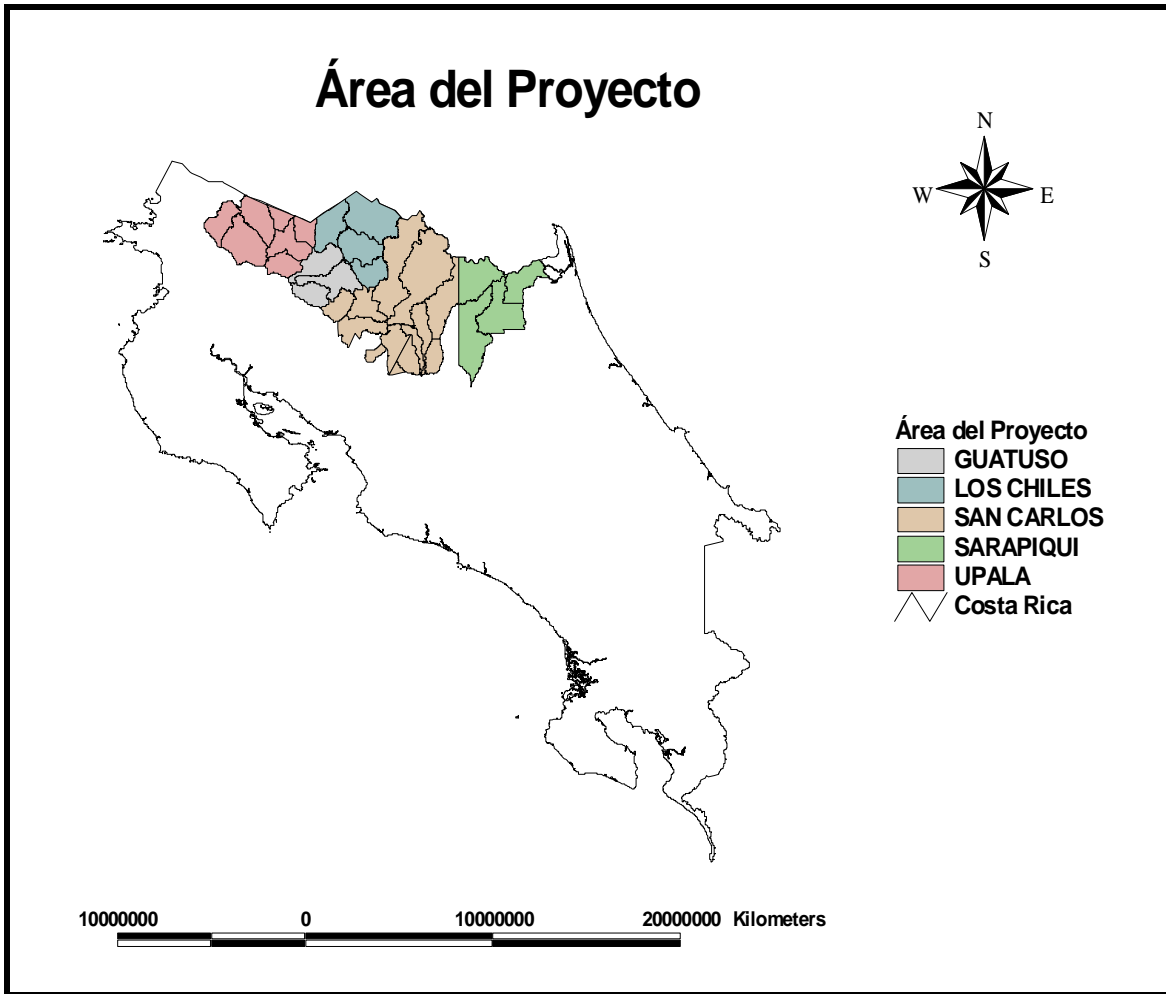 Área del Proyecto
N
W
E
S
Área del Proyecto
GUATUSO
LOS CHILES
SAN CARLOS
SARAPIQUI
UPALA
Costa Rica
10000000 0 10000000 20000000 Kilometers